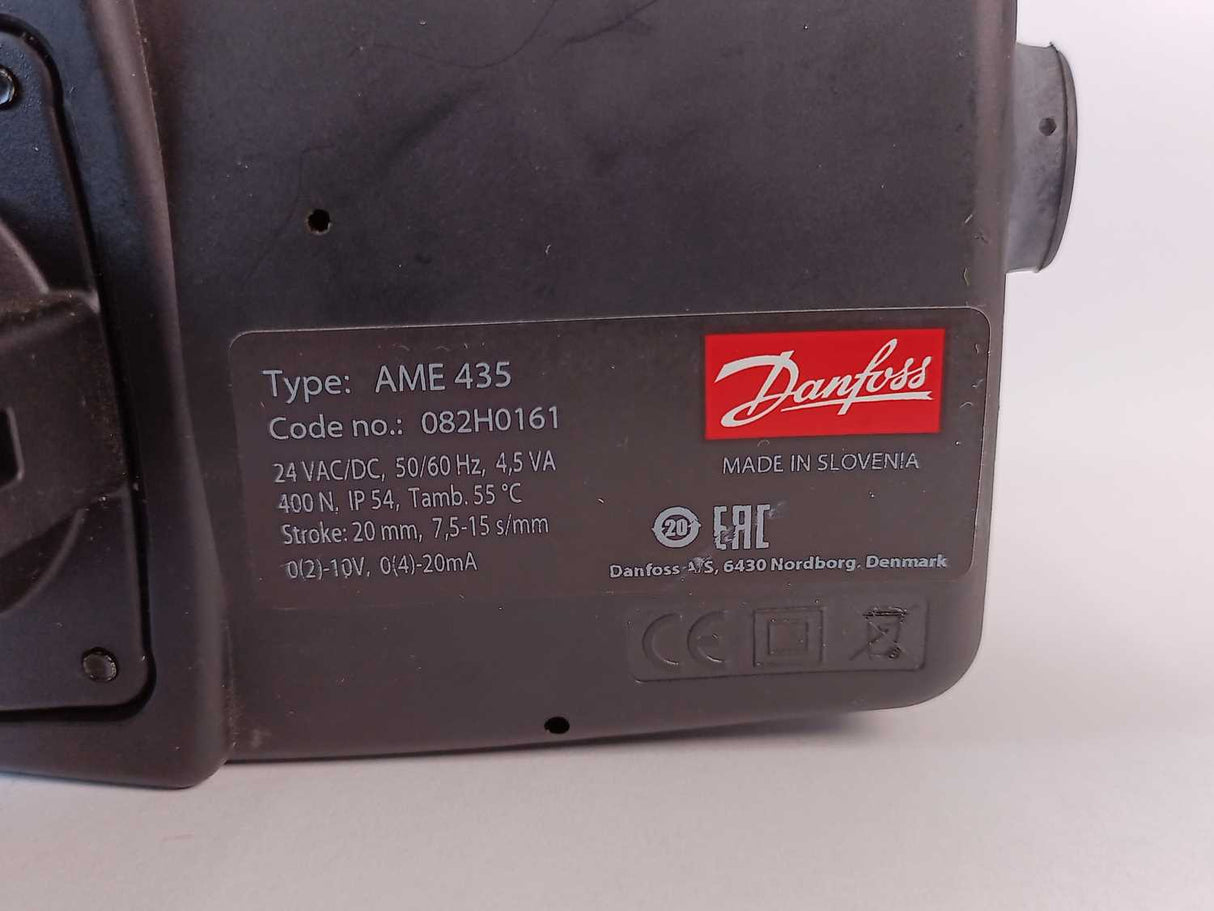 Type: AME 435
Code no.: 082H0161
24 VAC/DC, 50/60 Hz, 4,5 VA
400 N, IP 54, Tamb. 55 °C
Stroke: 20 mm, 7,5-15 s/mm
0(2)-10V, 0(4)-20mA
Danfoss
MADE IN SLOVENIA
20 EAC
Danfoss A/S, 6430 Nordborg. Denmark
CE